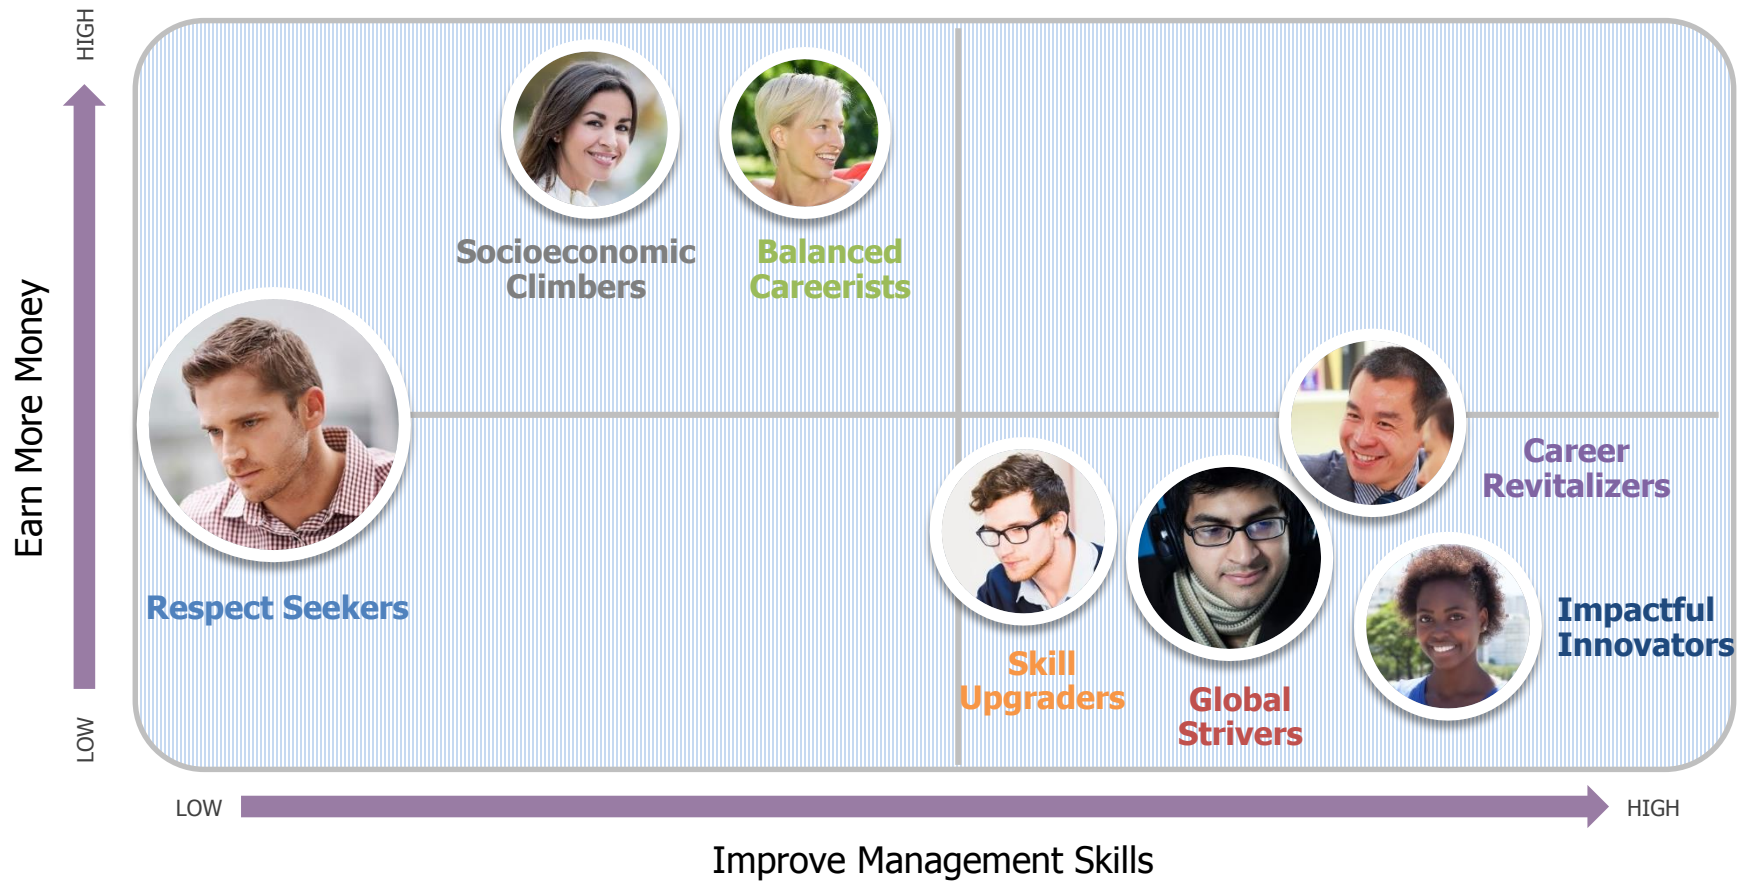 HIGH
Earn More Money
LOW
Socioeconomic
Climbers
Balanced
Careerists
Respect Seekers
Career
Revitalizers
Skill
Upgraders
Global
Strivers
Impactful
Innovators
LOW
HIGH
Improve Management Skills